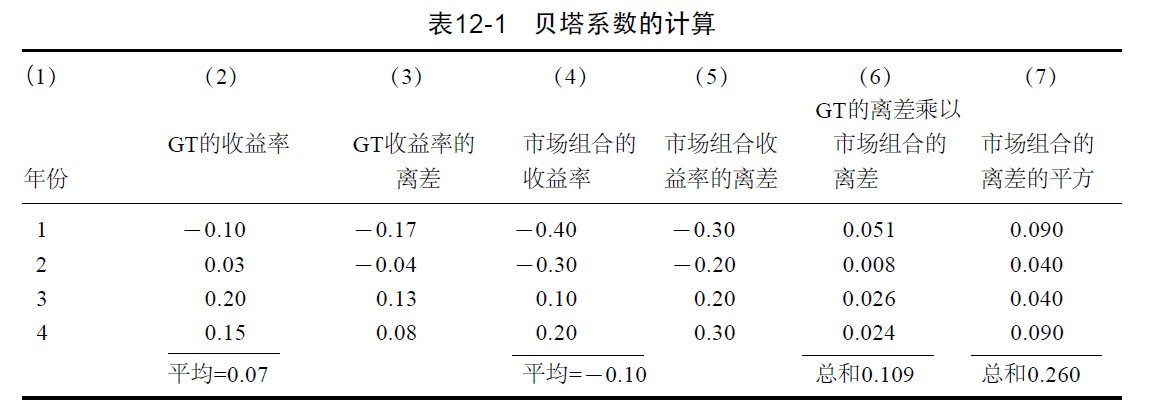 表12-1 贝塔系数的计算
(1) (2) (3) (4) (5) (6) (7)
GT的离差乘以
GT的收益率 GT收益率的 市场组合的 市场组合收 市场组合的 市场组合的
年份 离差 收益率 益率的离差 离差 离差的平方
1 －0.10 －0.17 －0.40 －0.30 0.051 0.090
2 0.03 －0.04 －0.30 －0.20 0.008 0.040
3 0.20 0.13 0.10 0.20 0.026 0.040
4 0.15 0.08 0.20 0.30 0.024 0.090
平均=0.07 平均=－0.10 总和0.109 总和0.260